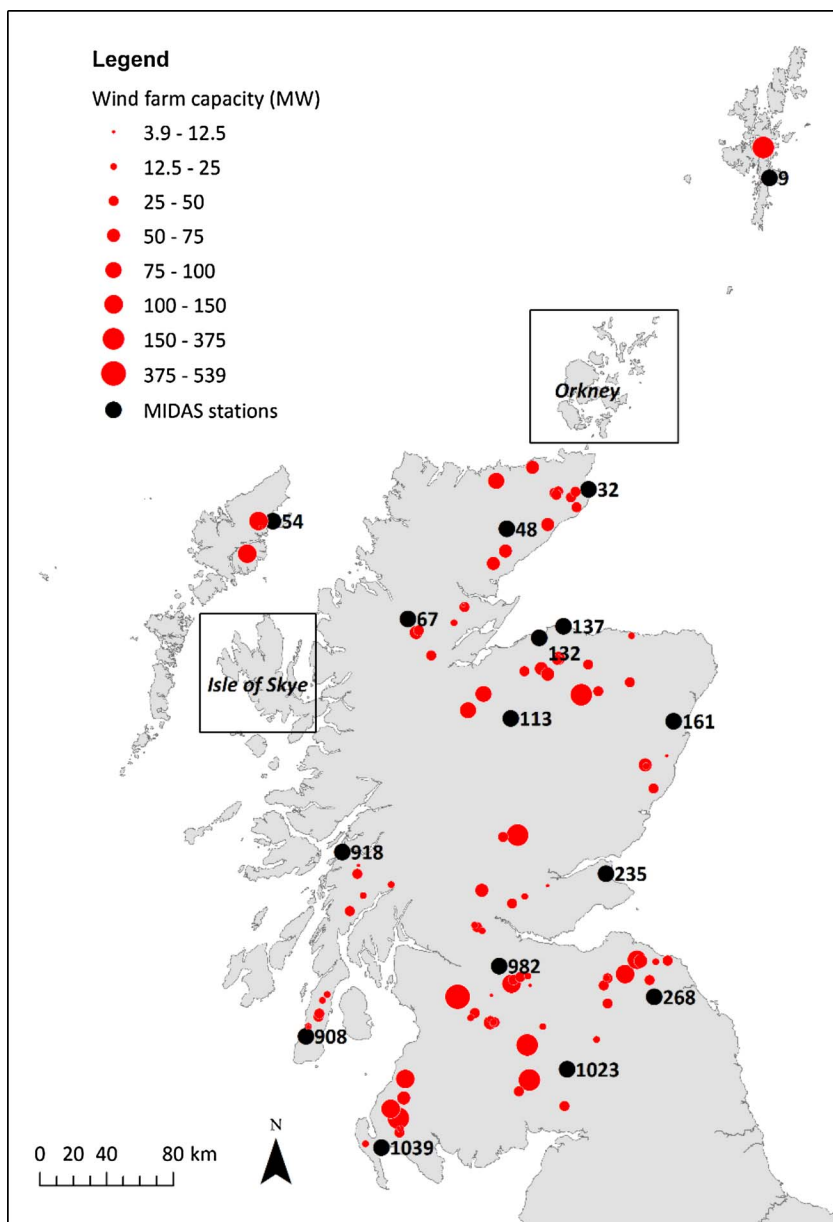 Legend
Wind farm capacity (MW)
3.9 - 12.5
12.5 - 25
25 - 50
50 - 75
75 - 100
100 - 150
150 - 375
375 - 539
MIDAS stations
9
Orkney
32
54
48
67
137
132
Isle of Skye
113
161
918
235
982
268
908
1023
1039
N
0 20 40 80 km